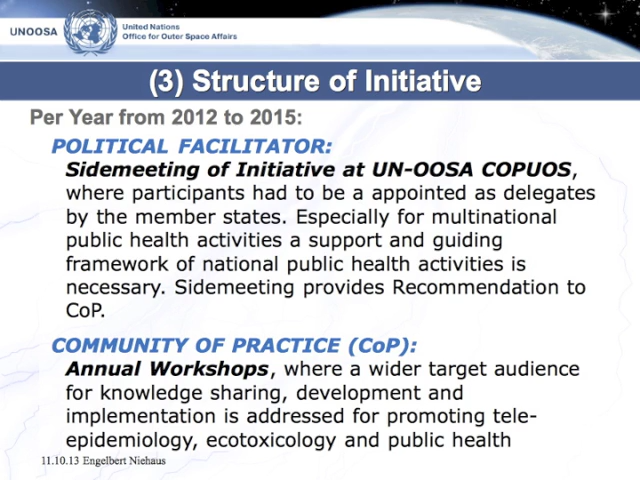 UNOOSA
United Nations
Office for Outer Space Affairs
(3) Structure of Initiative
Per Year from 2012 to 2015:
POLITICAL FACILITATOR:
Sidemeeting of Initiative at UN-OOSA COPUOS,
where participants had to be a appointed as delegates
by the member states. Especially for multinational
public health activities a support and guiding
framework of national public health activities is
necessary. Sidemeeting provides Recommendation to
CoP.
COMMUNITY OF PRACTICE (CoP):
Annual Workshops, where a wider target audience
for knowledge sharing, development and
implementation is addressed for promoting tele-
epidemiology, ecotoxicology and public health
11.10.13 Engelbert Niehaus